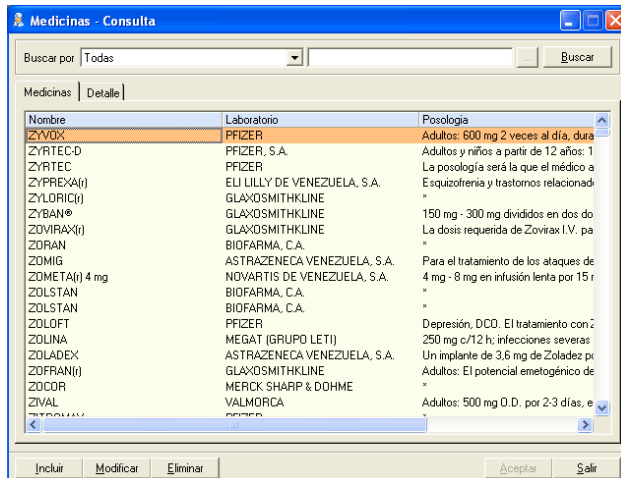 Medicinas - Consulta
Buscar por Todas ... Buscar
Medicinas Detalle
Nombre Laboratorio Posologia
ZYVOX PFIZER Adultos: 600 mg 2 veces al día, dura
ZYRTEC-D PFIZER, S.A. Adultos y niños a partir de 12 años: 1
ZYRTEC PFIZER La posología será la que el médico a
ZYPREXA(r) ELI LILLY DE VENEZUELA, S.A. Esquizofrenia y trastornos relacionad
ZYLORIC(r) GLAXOSMITHKLINE *
ZYBAN® GLAXOSMITHKLINE 150 mg - 300 mg divididos en dos do
ZOVIRAX(r) GLAXOSMITHKLINE La dosis requerida de Zovirax I.V. pa
ZORAN BIOFARMA, C.A. *
ZOMIG ASTRAZENECA VENEZUELA, S.A. Para el tratamiento de los ataques de
ZOMETA(r) 4 mg NOVARTIS DE VENEZUELA, S.A. 4 mg - 8 mg en infusión lenta por 15 
ZOLSTAN BIOFARMA, C.A. *
ZOLSTAN BIOFARMA, C.A. *
ZOLOFT PFIZER Depresión, DCO. El tratamiento con
ZOLINA MEGAT (GRUPO LETI) 250 mg c/12 h; infecciones severas
ZOLADEX ASTRAZENECA VENEZUELA, S.A. Un implante de 3,6 mg de Zoladez po
ZOFRAN(r) GLAXOSMITHKLINE Adultos: El potencial emetogénico de
ZOCOR MERCK SHARP & DOHME *
ZIVAL VALMORCA Adultos: 500 mg O.D. por 2-3 días, e
Incluir Modificar Eliminar Aceptar Salir